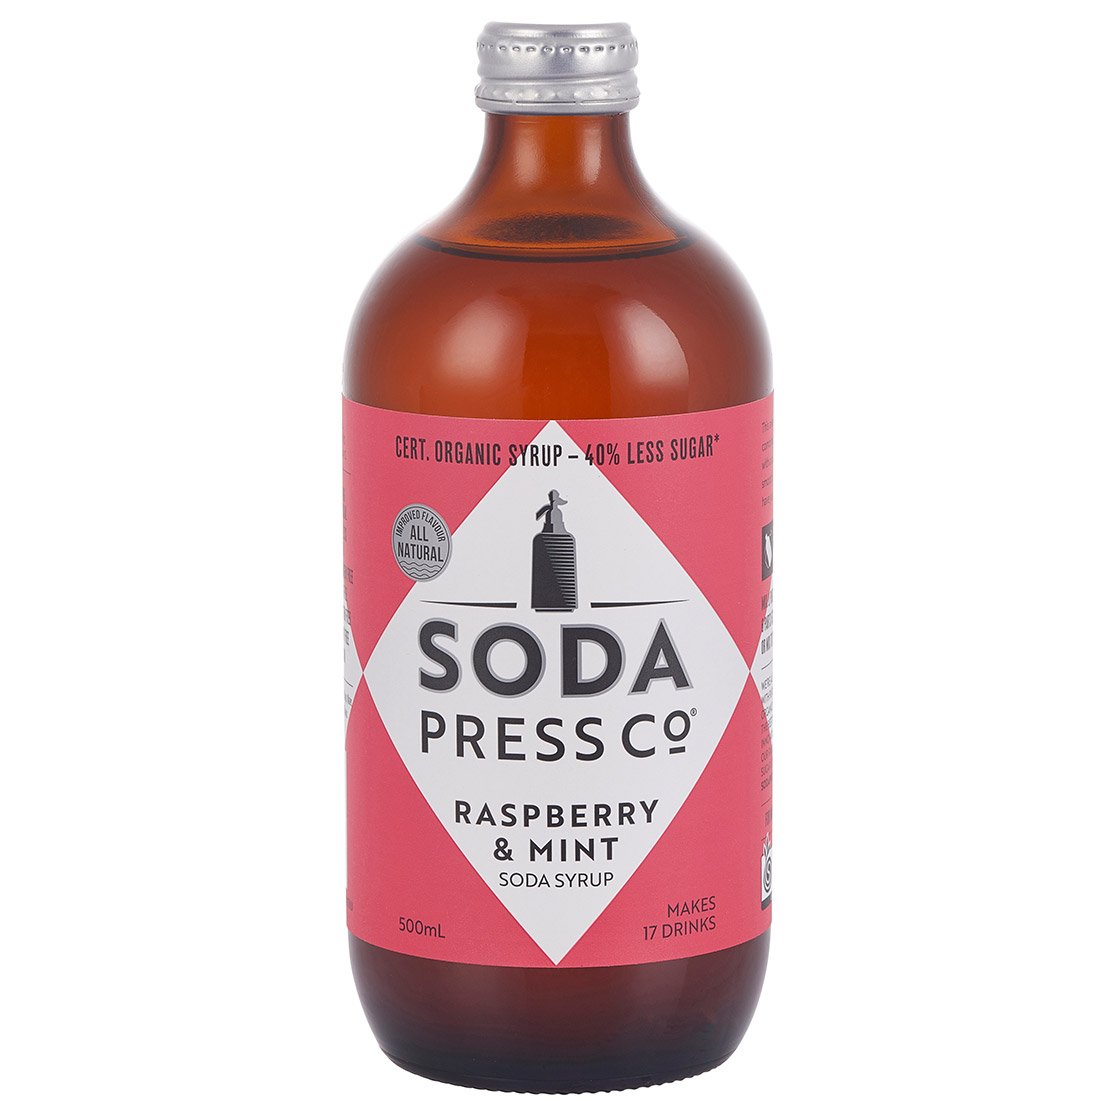 CERT. ORGANIC SYRUP – 40% LESS SUGAR*
IMPROVED FLAVOUR
ALL
NATURAL
SODA
PRESS Cº®
RASPBERRY
& MINT
SODA SYRUP
500mL
MAKES
17 DRINKS